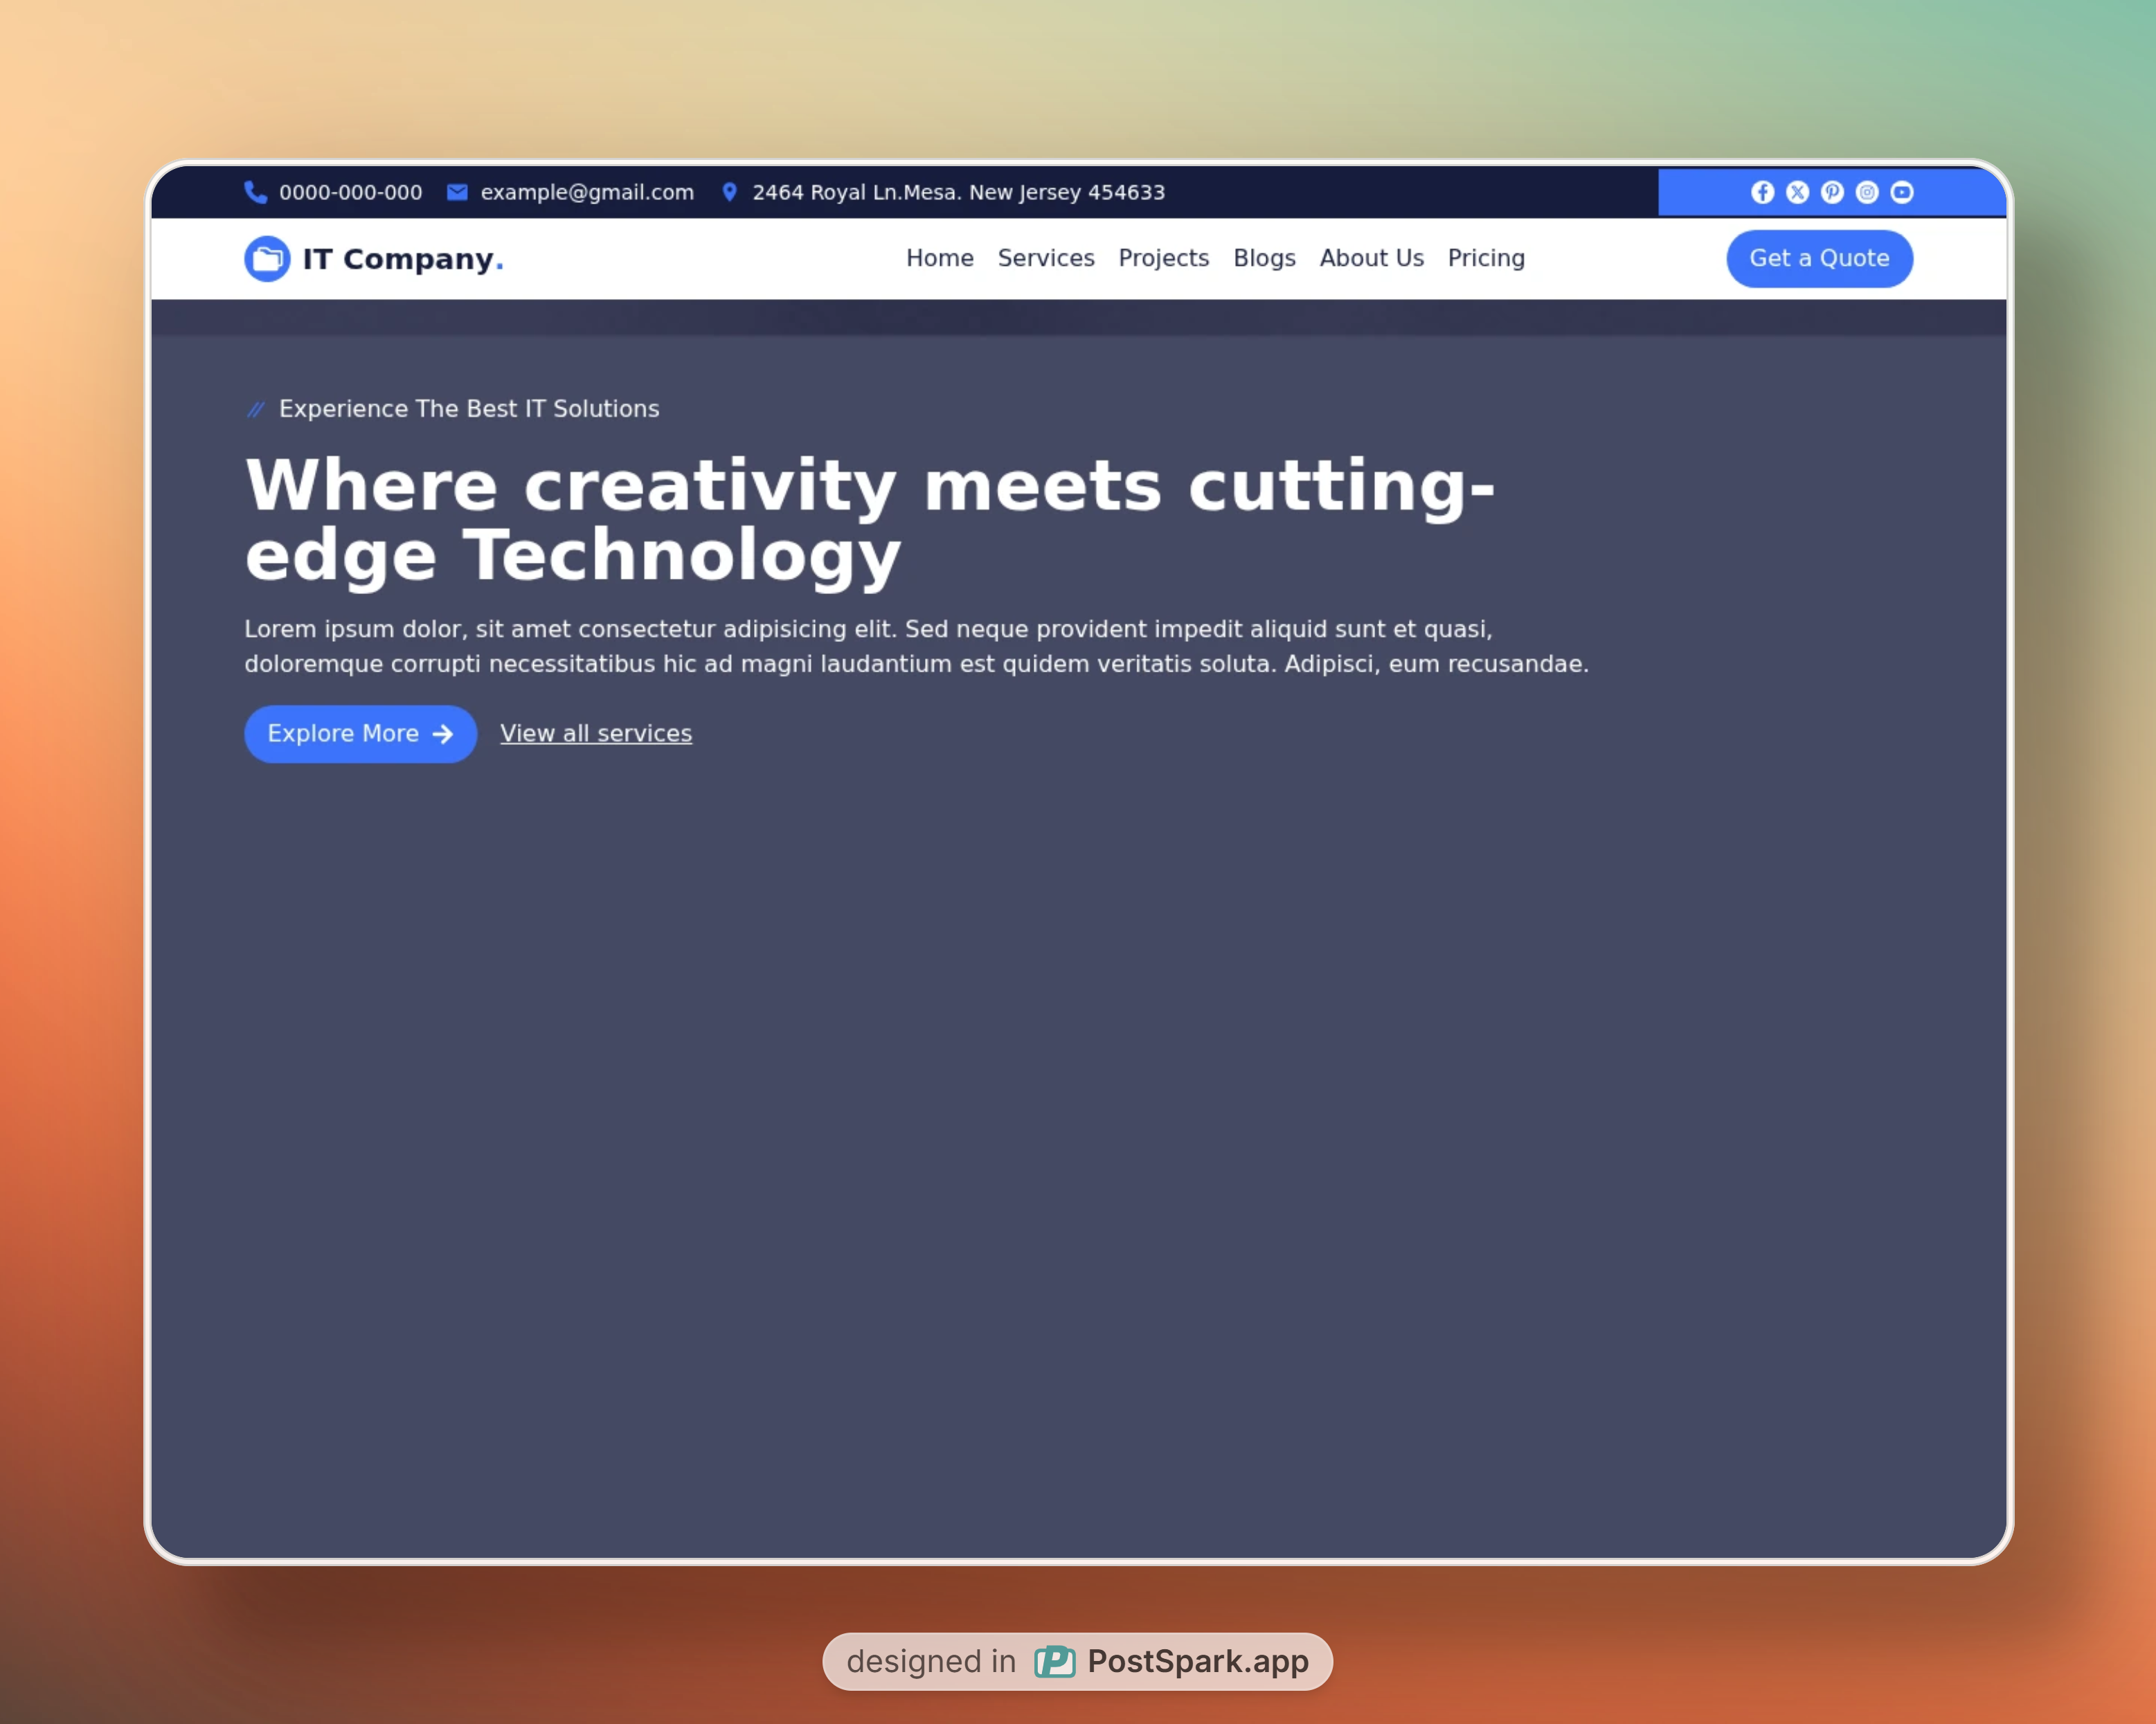 0000-000-000 example@gmail.com 2464 Royal Ln.Mesa. New Jersey 454633
IT Company. Home Services Projects Blogs About Us Pricing Get a Quote
// Experience The Best IT Solutions
Where creativity meets cutting-
edge Technology
Lorem ipsum dolor, sit amet consectetur adipisicing elit. Sed neque provident impedit aliquid sunt et quasi,
doloremque corrupti necessitatibus hic ad magni laudantium est quidem veritatis soluta. Adipisci, eum recusandae.
Explore More → View all services
designed in PostSpark.app